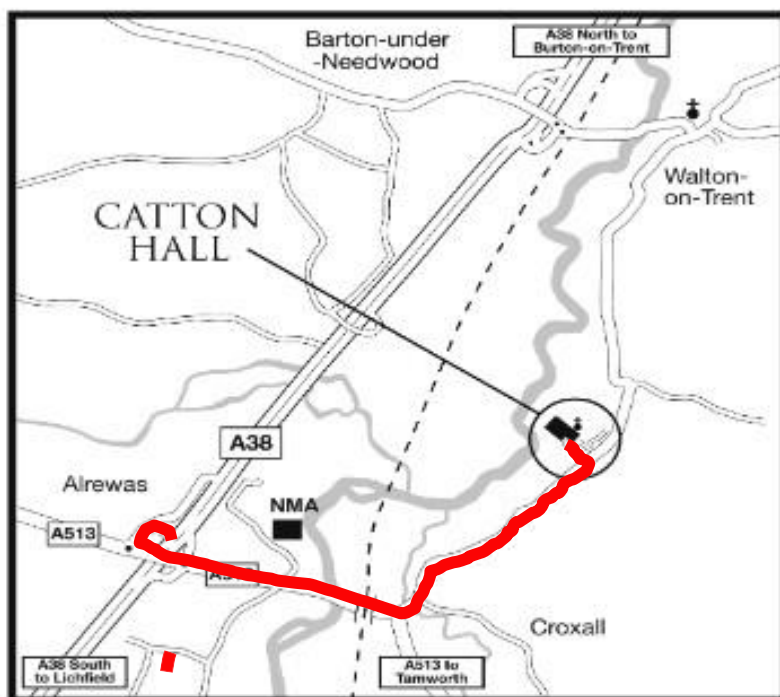 A38 North to
Burton-on-Trent
Barton-under
-Needwood
Walton-
on-Trent
CATTON
HALL
A38
Alrewas
NMA
A513
Croxall
A38 South
to Lichfield
A513 to
Tamworth